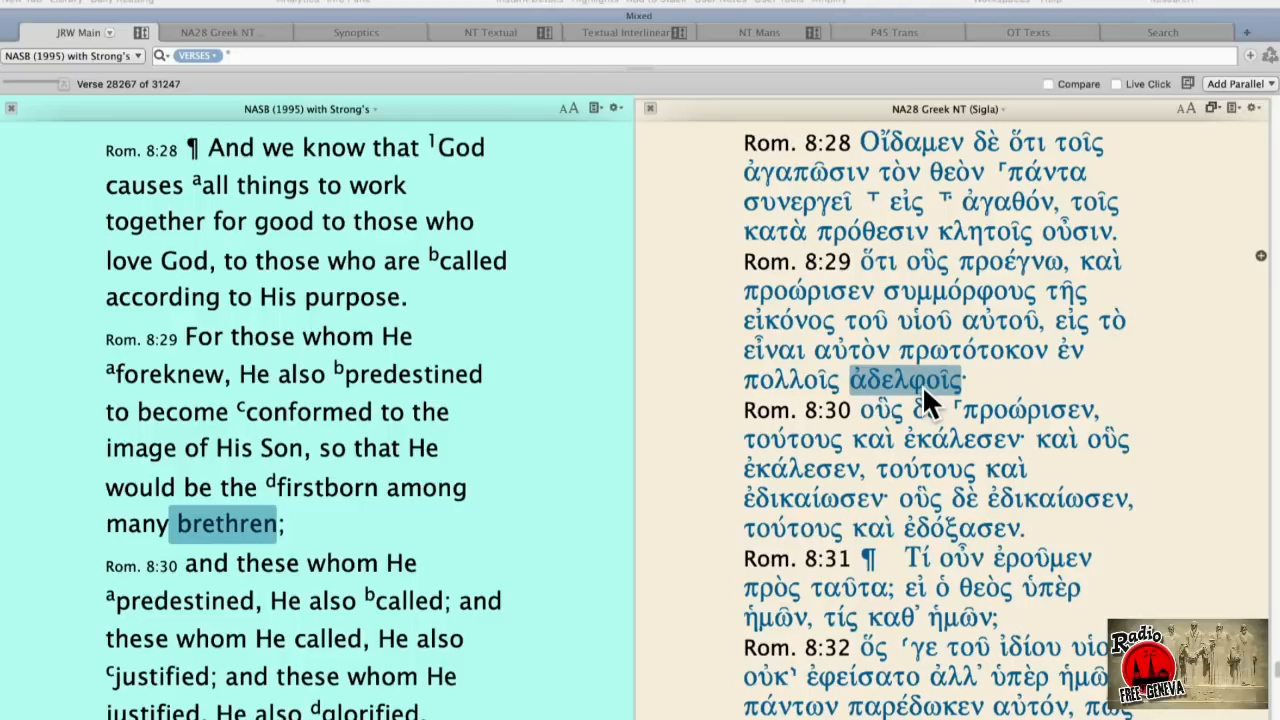 Mixed
JRW Main
NA28 Greek NT ...
Synoptics
NT Textual
Textual Interlinear
NT Mans
P45 Trans
OT Texts
Search
NASB (1995) with Strong's
VERSES
Verse 28267 of 31247
Compare
Live Click
Add Parallel
NASB (1995) with Strong's
AA
Rom. 8:28 ¶ And we know that 1God
causes aall things to work
together for good to those who
love God, to those who are bcalled
according to His purpose.
Rom. 8:29 For those whom He
aforeknew, He also bpredestined
to become cconformed to the
image of His Son, so that He
would be the dfirstborn among
many brethren;
Rom. 8:30 and these whom He
apredestined, He also bcalled; and
these whom He called, He also
cjustified; and these whom He
justified, He also dglorified.
NA28 Greek NT (Sigla)
AA
Rom. 8:28 Οἴδαμεν δὲ ὅτι τοῖς
ἀγαπῶσιν τὸν θεὸν ⸀πάντα
συνεργεῖ ⸆ εἰς ⸇ ἀγαθόν, τοῖς
κατὰ πρόθεσιν κλητοῖς οὖσιν.
Rom. 8:29 ὅτι οὓς προέγνω, καὶ
προώρισεν συμμόρφους τῆς
εἰκόνος τοῦ υἱοῦ αὐτοῦ, εἰς τὸ
εἶναι αὐτὸν πρωτότοκον ἐν
πολλοῖς ἀδελφοῖς·
Rom. 8:30 οὓς ⸀προώρισεν,
τούτους καὶ ἐκάλεσεν· καὶ οὓς
ἐκάλεσεν, τούτους καὶ
ἐδικαίωσεν· οὓς δὲ ἐδικαίωσεν,
τούτους καὶ ἐδόξασεν.
Rom. 8:31 ¶ Τί οὖν ἐροῦμεν
πρὸς ταῦτα; εἰ ὁ θεὸς ὑπὲρ
ἡμῶν, τίς καθ᾽ ἡμῶν;
Rom. 8:32 ὅς ⸂γε τοῦ ἰδίου
οὐκ⸃ ἐφείσατο ἀλλ᾽ ὑπὲρ
πάντων παρέδωκεν αὐτόν,
Radio
FREE GENEVA